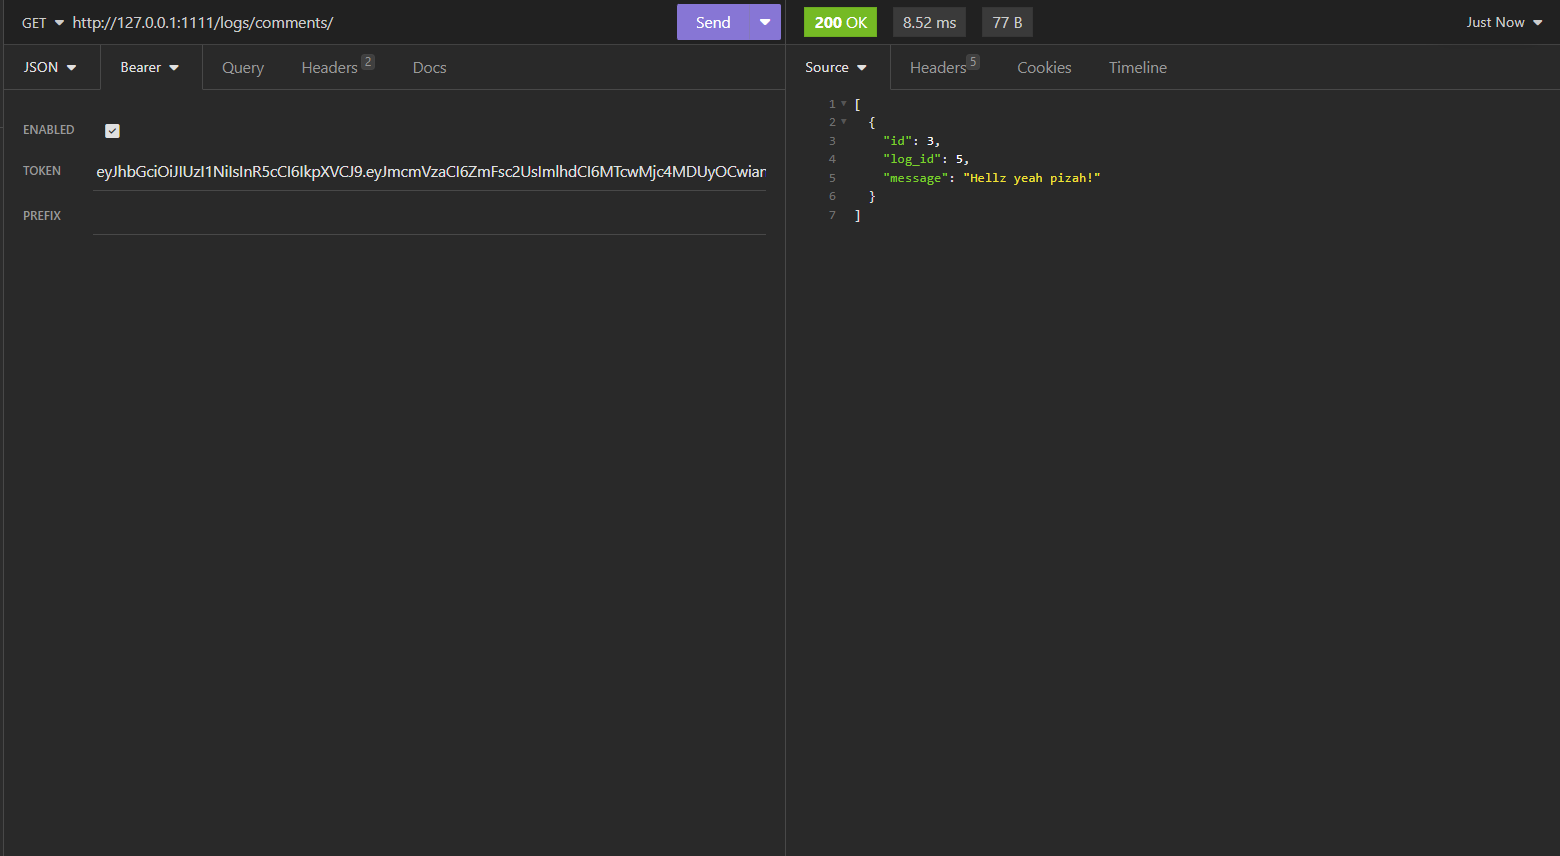 GET http://127.0.0.1:1111/logs/comments/ Send
JSON Bearer Query Headers 2 Docs
ENABLED
TOKEN eyJhbGciOiJIUzI1NiIsInR5cCI6IkpXVCJ9.eyJmcmVzaCI6ZmFsc2UsImlhdCI6MTcwMjc4MDUyOCwian
PREFIX
200 OK 8.52 ms 77 B Just Now
Source Headers 5 Cookies Timeline
1 [
2 {
3 "id": 3,
4 "log_id": 5,
5 "message": "Hellz yeah pizah!"
6 }
7 ]